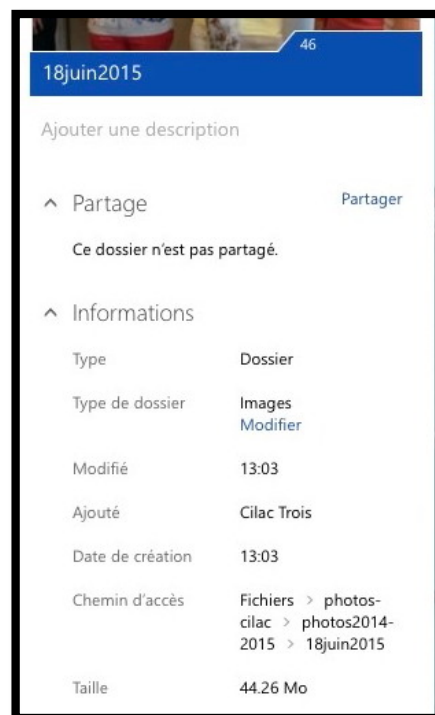 46
18juin2015
Ajouter une description
Partage Partager
Ce dossier n’est pas partagé.
Informations
Type Dossier
Type de dossier Images
Modifier
Modifié 13:03
Ajouté Cilac Trois
Date de création 13:03
Chemin d’accès Fichiers > photos-
cilac > photos2014-
2015 > 18juin2015
Taille 44.26 Mo